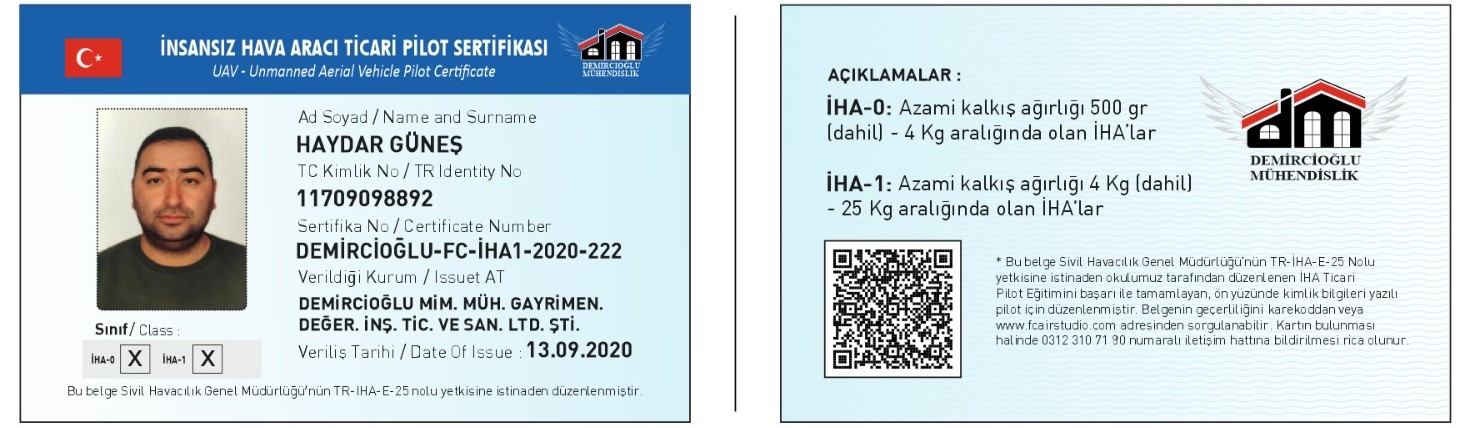 İNSANSIZ HAVA ARACI TİCARİ PİLOT SERTİFİKASI
UAV - Unmanned Aerial Vehicle Pilot Certificate
DEMİRCİOĞLU
MÜHENDİSLİK
Ad Soyad / Name and Surname
HAYDAR GÜNEŞ
TC Kimlik No / TR Identity No
11709098892
Sertifika No / Certificate Number
DEMİRCİOĞLU-FC-İHA1-2020-222
Verildiği Kurum / Issuet AT
DEMİRCİOĞLU MİM. MÜH. GAYRİMEN.
DEĞER. İNŞ. TİC. VE SAN. LTD. ŞTİ.
Veriliş Tarihi / Date Of Issue : 13.09.2020
Sınıf/ Class :
İHA-0 X İHA-1 X
Bu belge Sivil Havacılık Genel Müdürlüğü'nün TR-IHA-E-25 nolu yetkisine istinaden düzenlenmiştir.
AÇIKLAMALAR :
İHA-0: Azami kalkış ağırlığı 500 gr
(dahil) - 4 Kg aralığında olan İHA'lar
İHA-1: Azami kalkış ağırlığı 4 Kg (dahil)
- 25 Kg aralığında olan İHA'lar
DEMİRCİOĞLU
MÜHENDİSLİK
* Bu belge Sivil Havacılık Genel Müdürlüğü'nün TR-İHA-E-25 Nolu
yetkisine istinaden okulumuz tarafından düzenlenen İHA Ticari
Pilot Eğitimini başarı ile tamamlayan, ön yüzünde kimlik bilgileri yazılı
pilot için düzenlenmiştir. Belgenin geçerliliğini karekoddan veya
www.fcairstudio.com adresinden sorgulanabilir. Kartın bulunması
halinde 0312 310 71 90 numaralı iletişim hattına bildirilmesi rica olunur.